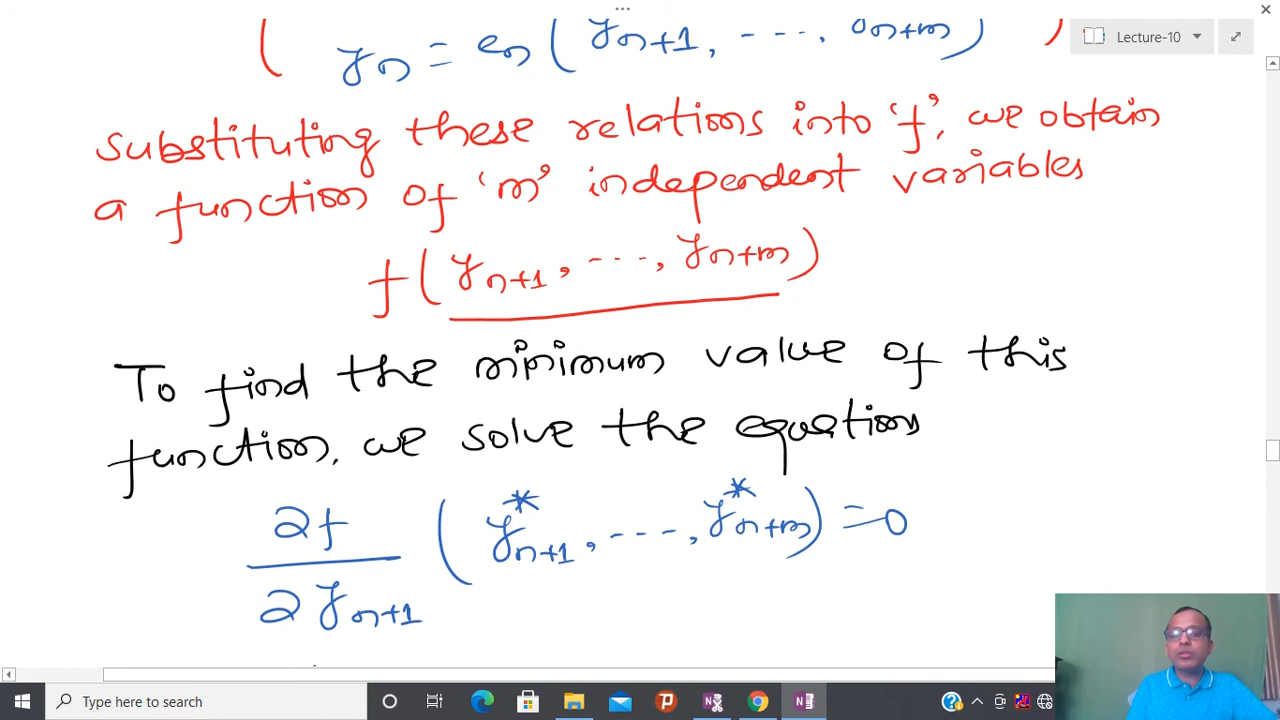 Lecture-10
yₙ = eₙ(yₙ₊₁, ---, yₙ₊ₘ)
substituting these relations into 'f', we obtain
a function of 'm' independent variables
f(yₙ₊₁, ---, yₙ₊ₘ)
To find the minimum value of this
function, we solve the equations
∂f/∂yₙ₊₁ (y*ₙ₊₁, ----, y*ₙ₊ₘ) = 0
Type here to search